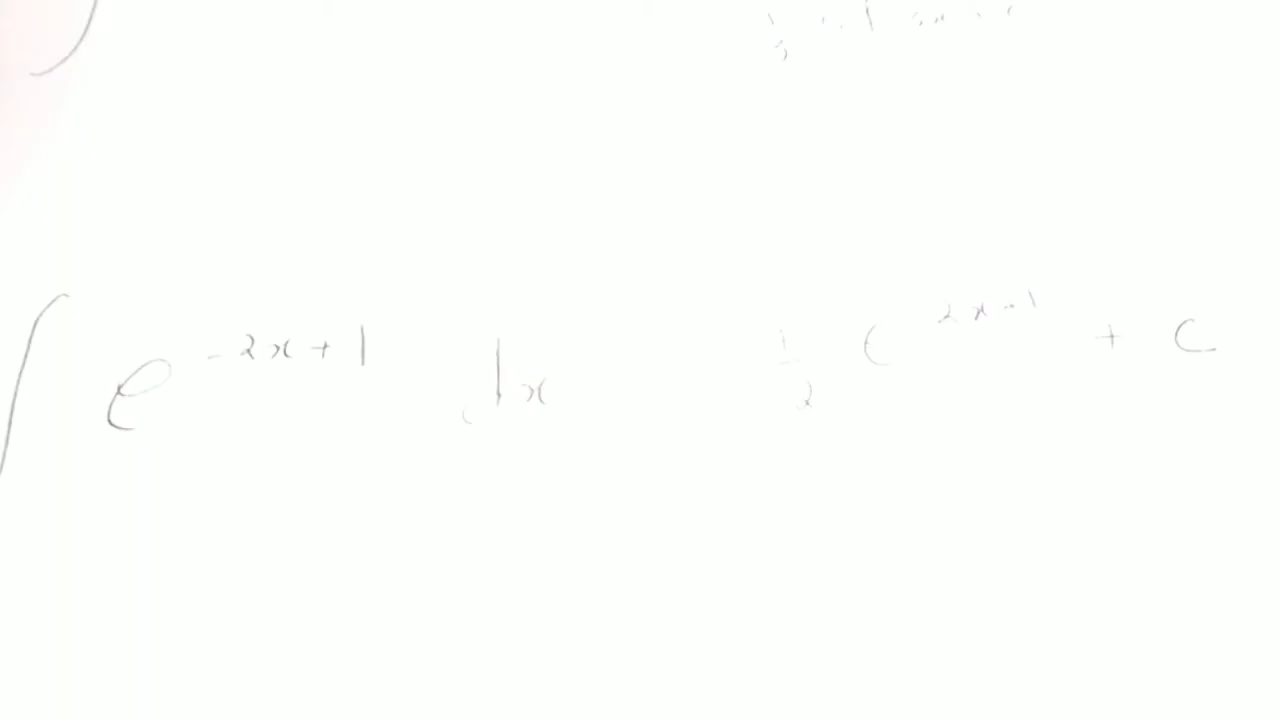 ∫ e^{-2x+1} dx   1/2 e^{2x-1} + C